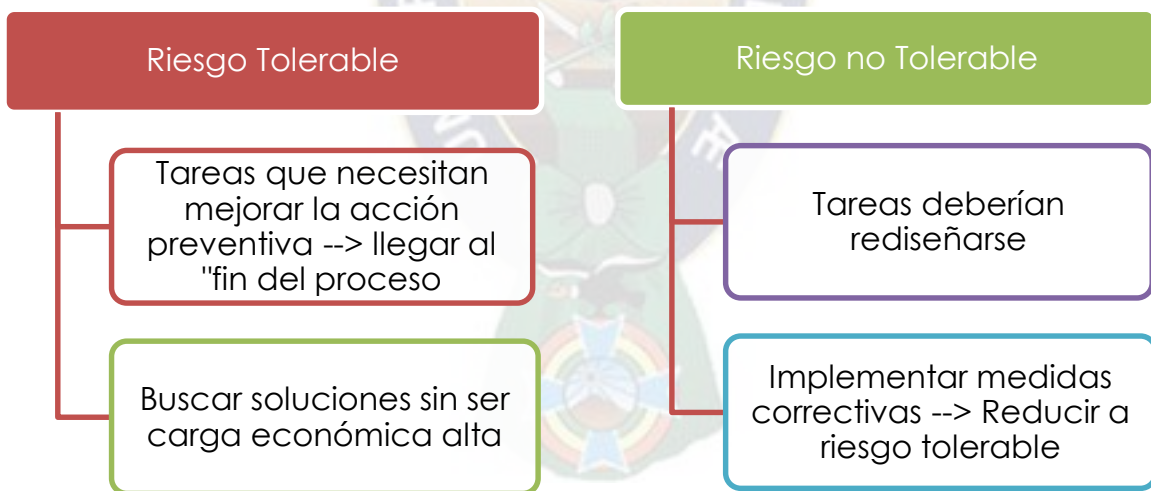 Riesgo Tolerable
Tareas que necesitan
mejorar la acción
preventiva --> llegar al
"fin del proceso
Buscar soluciones sin ser
carga económica alta
Riesgo no Tolerable
Tareas deberían
rediseñarse
Implementar medidas
correctivas --> Reducir a
riesgo tolerable